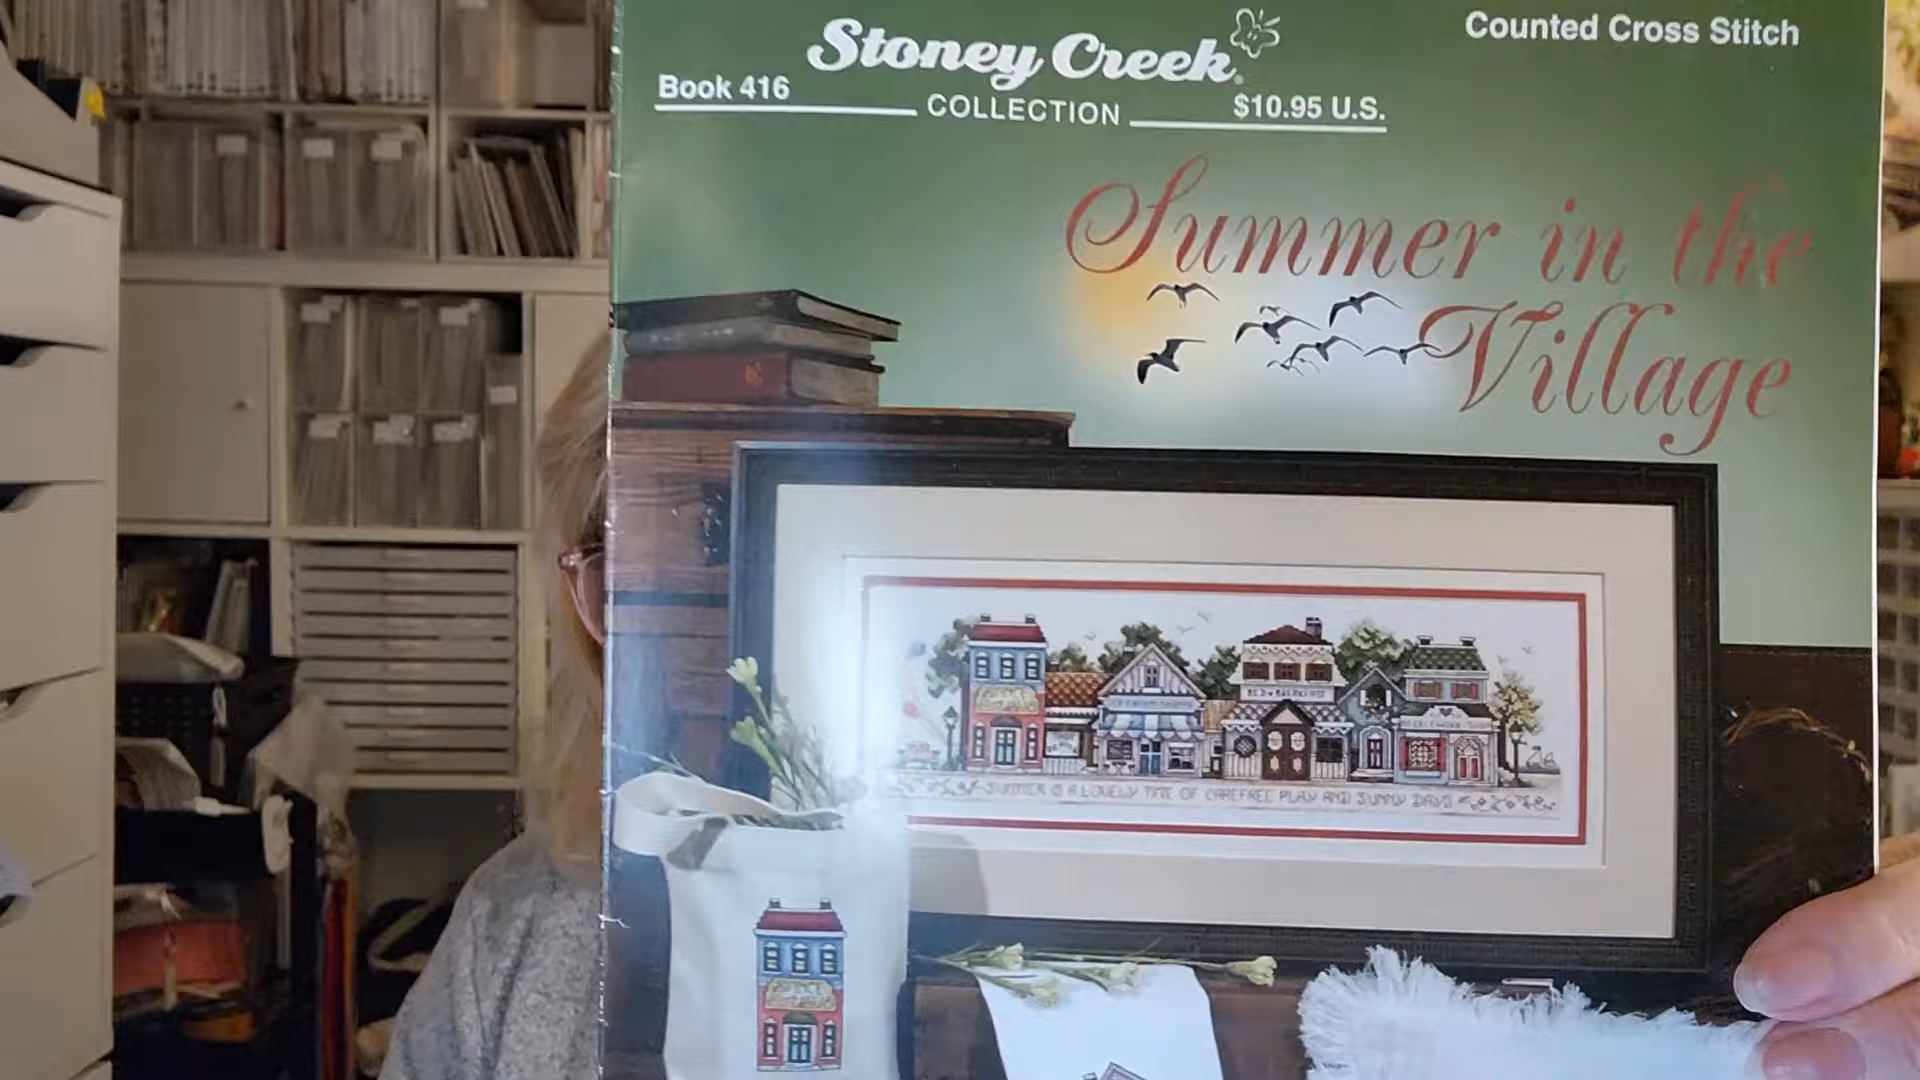 Stoney Creek
Counted Cross Stitch
Book 416
COLLECTION
$10.95 U.S.
Summer in the
Village
BED & BREAKFAST
SUMMER IS A LOVELY TIME OF CAREFREE PLAY AND SUNNY DAYS